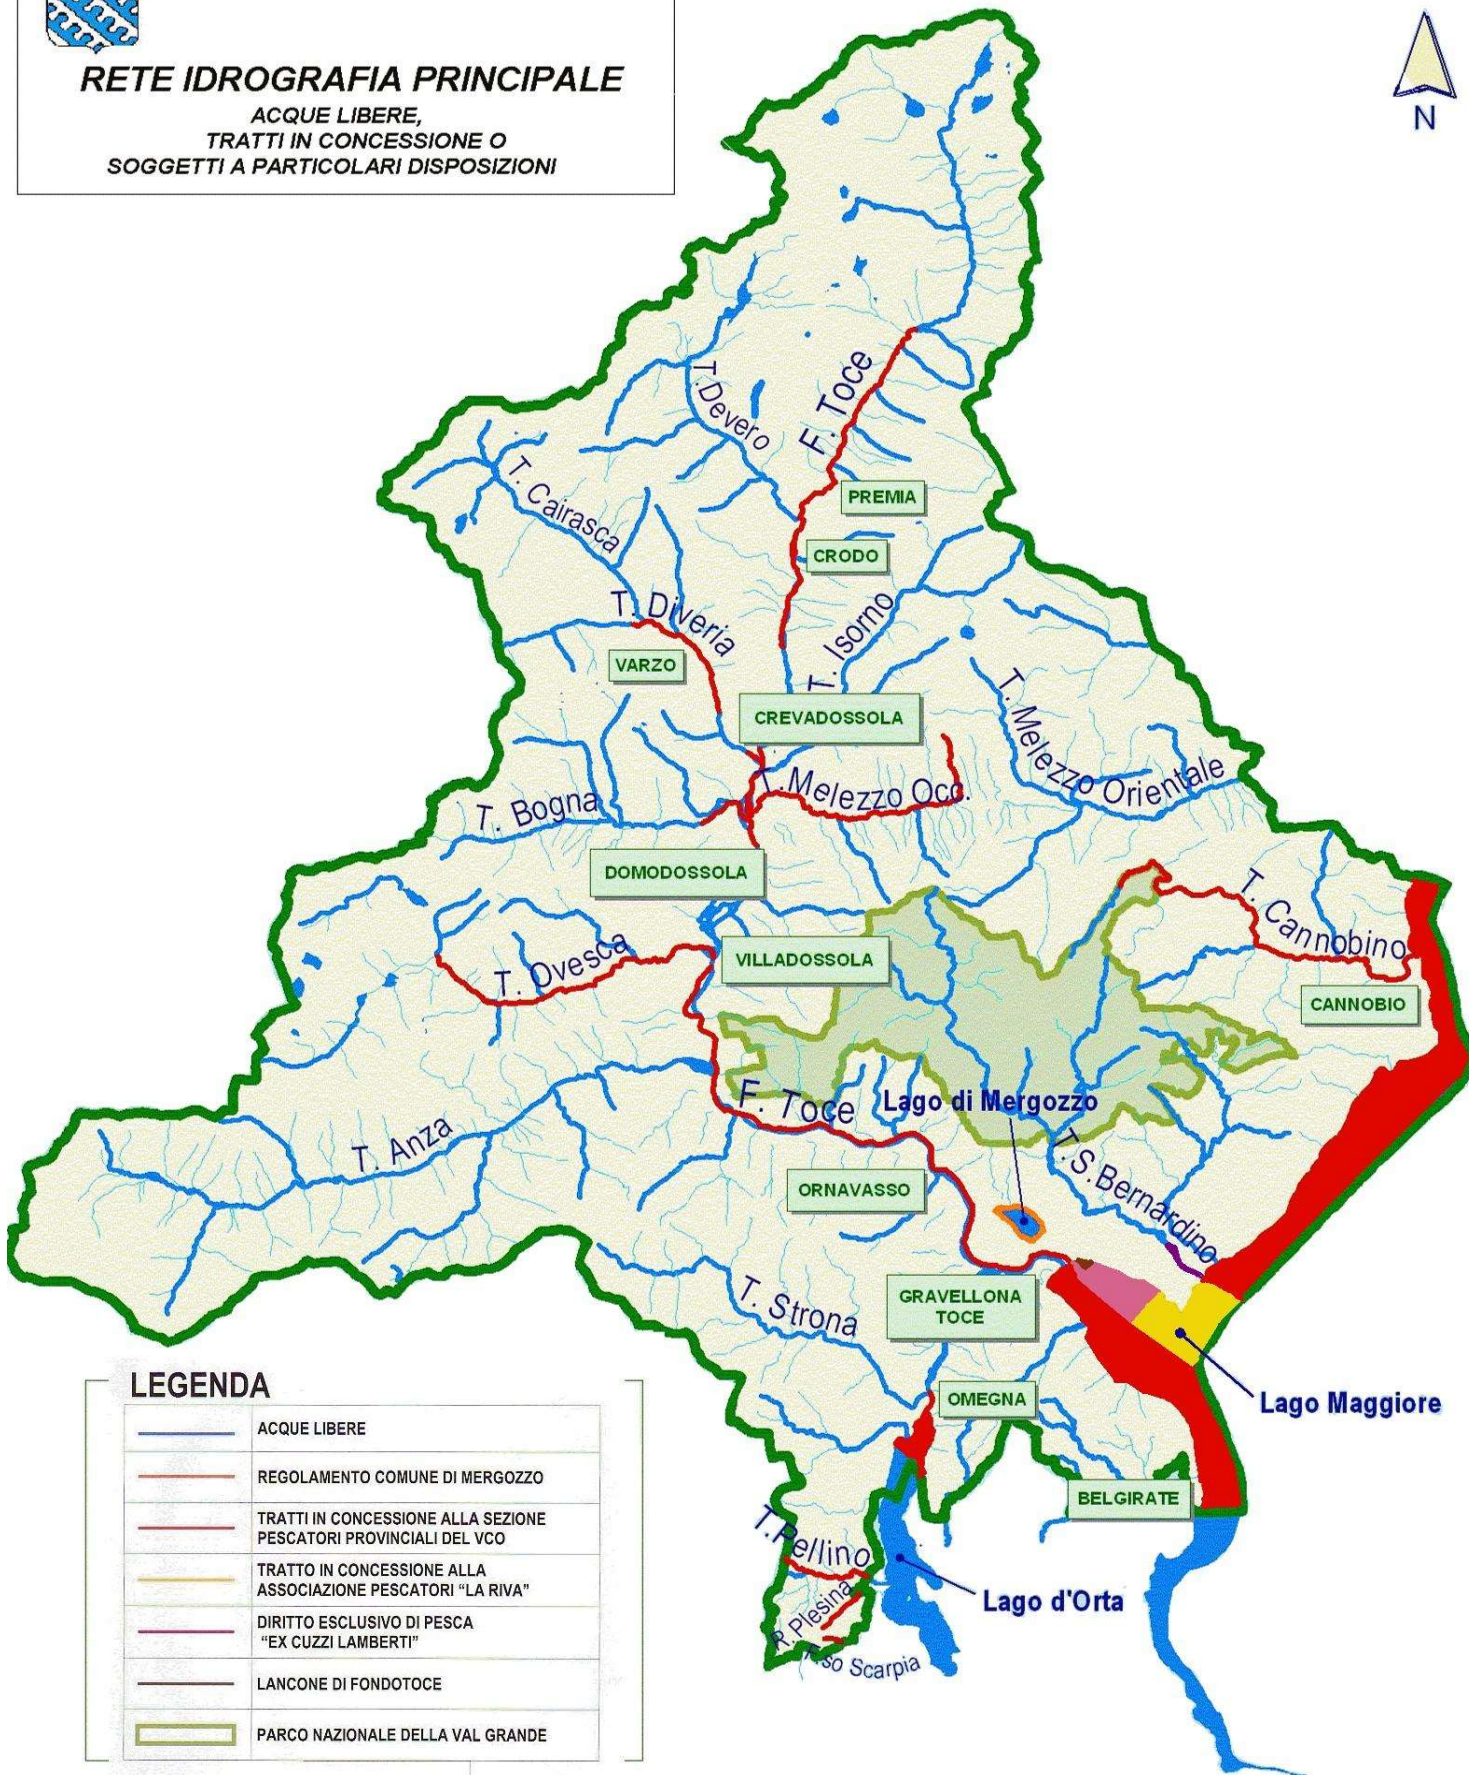 RETE IDROGRAFIA PRINCIPALE
ACQUE LIBERE,
TRATTI IN CONCESSIONE O
SOGGETTI A PARTICOLARI DISPOSIZIONI
N
F. Toce
T. Devero
T. Cairasca
PREMIA
CRODO
T. Diveria
T. Isorno
VARZO
CREVADOSSOLA
T. Melezzo Orientale
T. Melezzo Occ.
T. Bogna
DOMODOSSOLA
T. Cannobino
T. Ovesca
VILLADOSSOLA
CANNOBIO
F. Toce
Lago di Mergozzo
T. Anza
T.S.Bernardino
ORNAVASSO
T. Strona
GRAVELLONA
TOCE
OMEGNA
Lago Maggiore
BELGIRATE
T.Pellino
R.Plesina
Lago d'Orta
F.so Scarpia
LEGENDA
ACQUE LIBERE
REGOLAMENTO COMUNE DI MERGOZZO
TRATTI IN CONCESSIONE ALLA SEZIONE
PESCATORI PROVINCIALI DEL VCO
TRATTO IN CONCESSIONE ALLA
ASSOCIAZIONE PESCATORI “LA RIVA”
DIRITTO ESCLUSIVO DI PESCA
“EX CUZZI LAMBERTI”
LANCONE DI FONDOTOCE
PARCO NAZIONALE DELLA VAL GRANDE